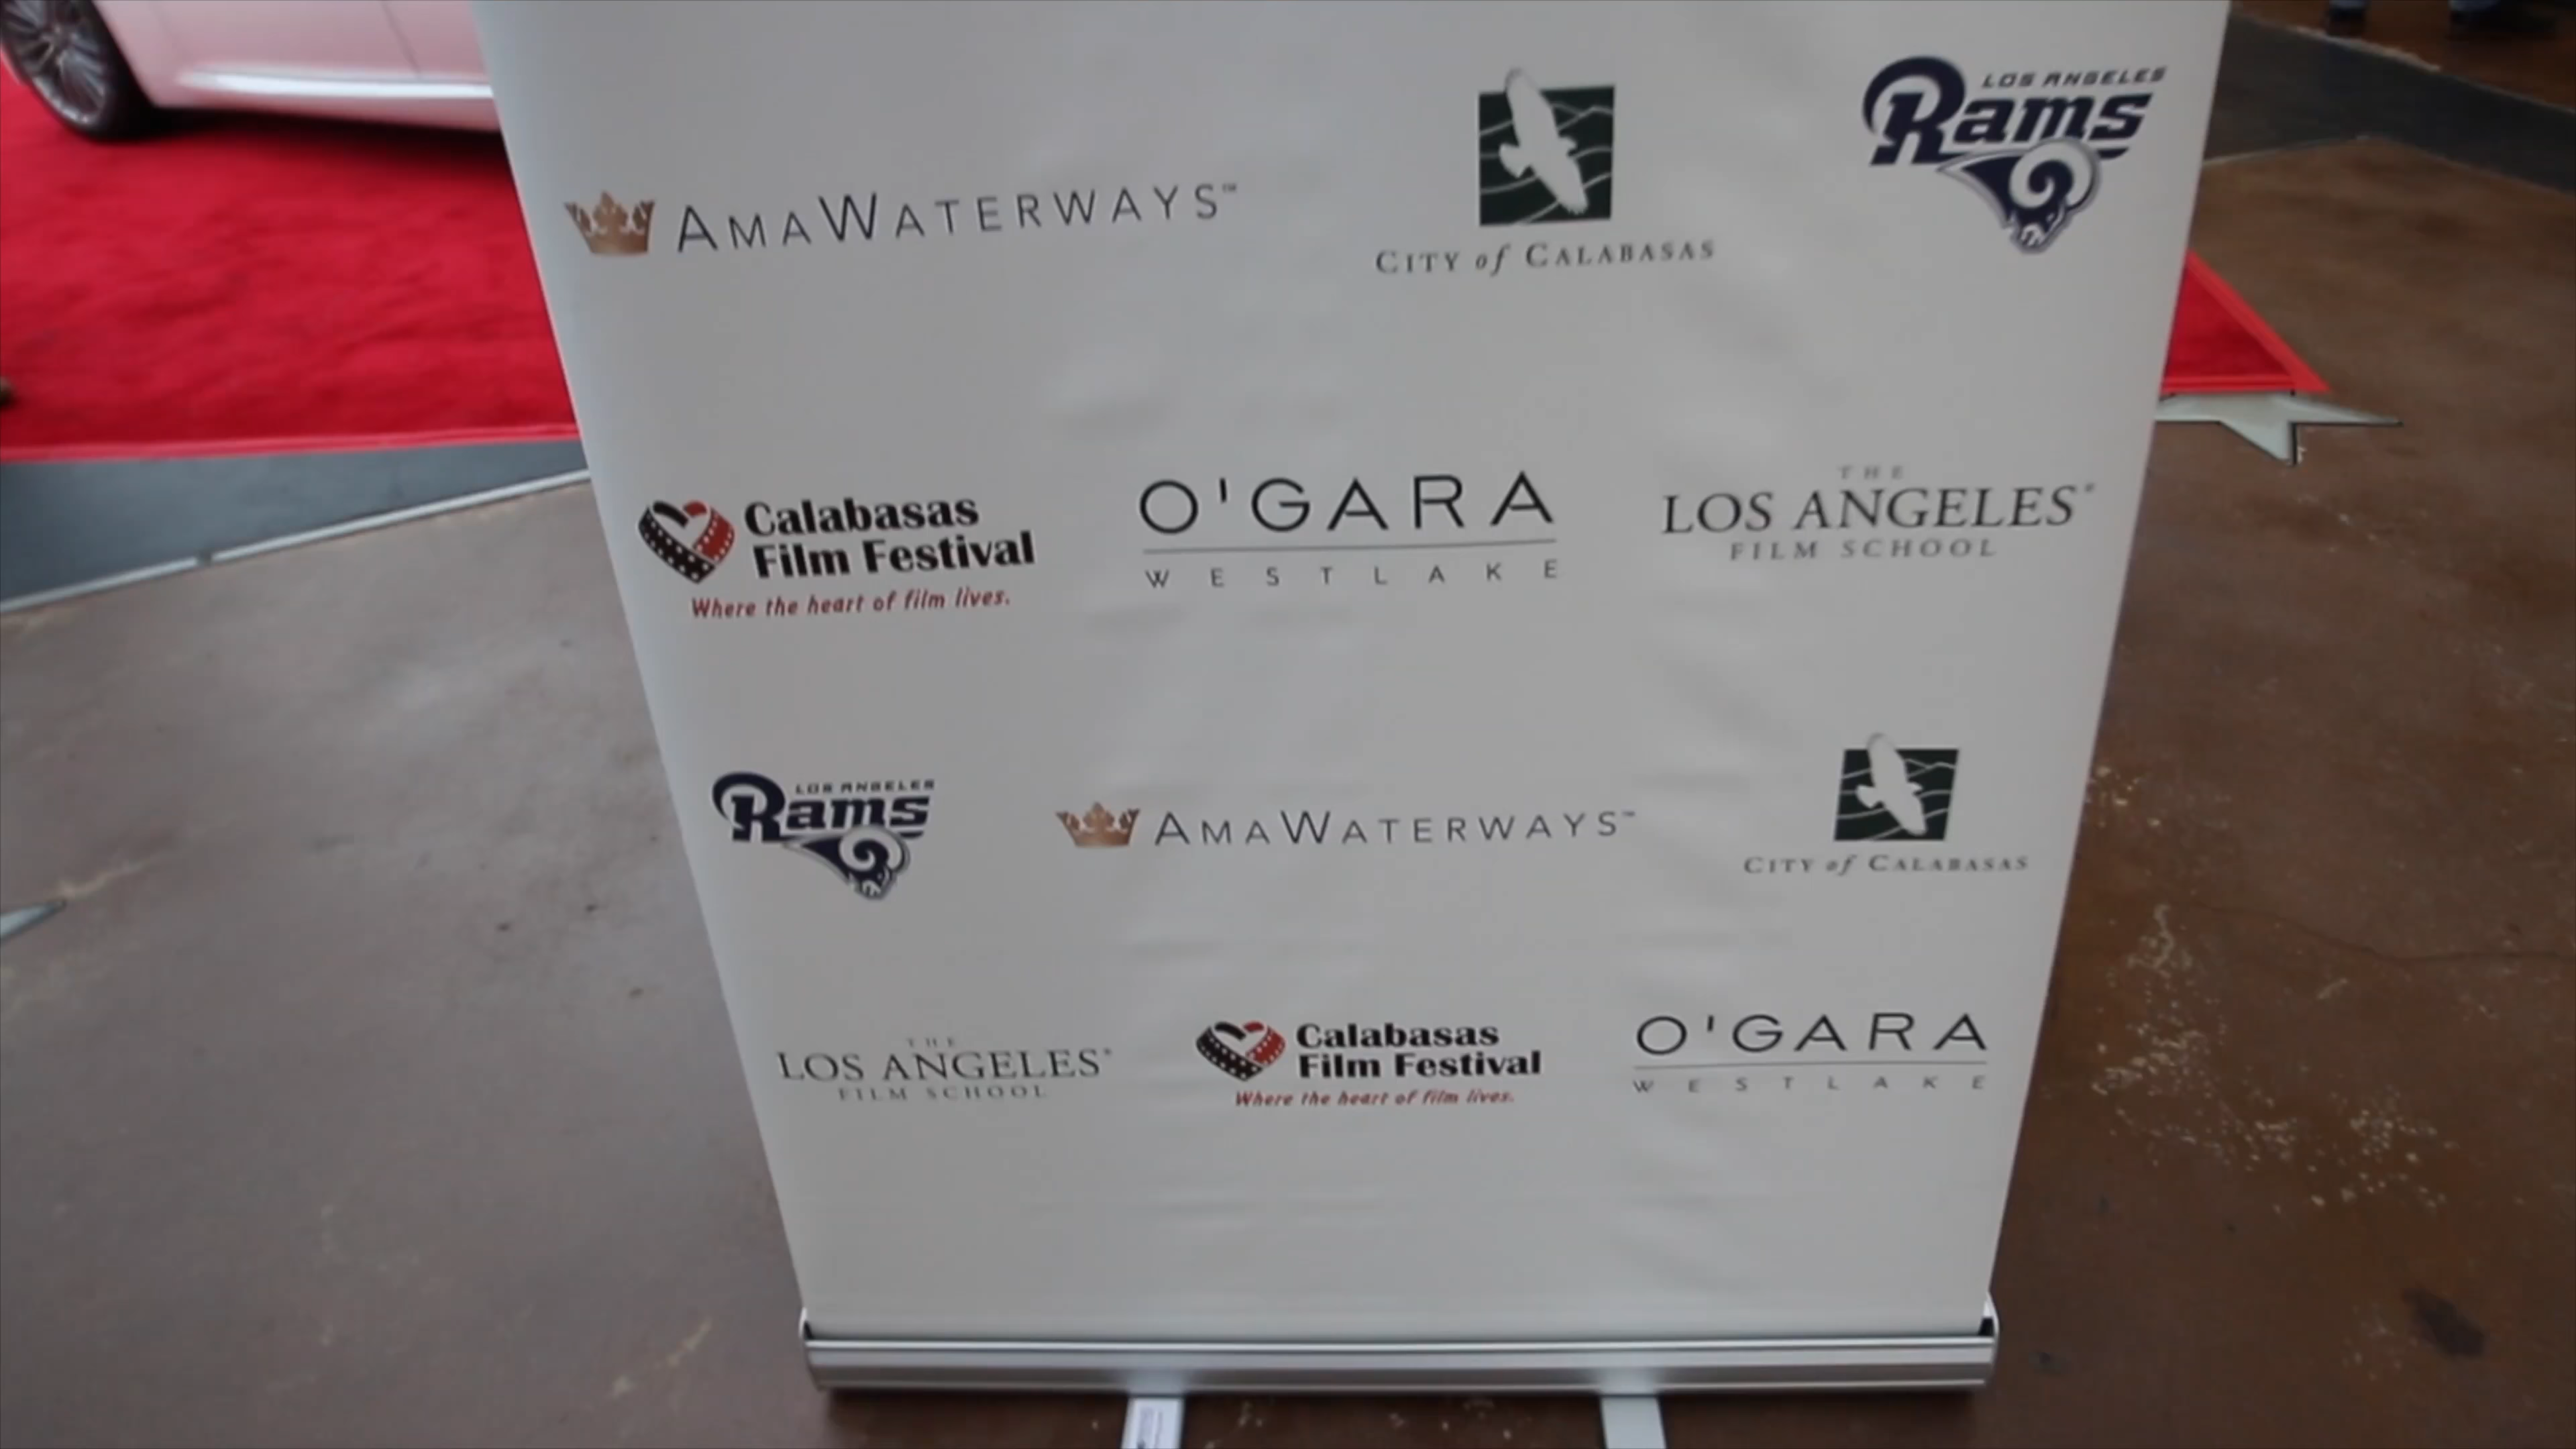 AMAWATERWAYS™
CITY of CALABASAS
LOS ANGELES
Rams
Calabasas
Film Festival
Where the heart of film lives.
O'GARA
WESTLAKE
THE
LOS ANGELES®
FILM SCHOOL
LOS ANGELES
Rams
AMAWATERWAYS™
CITY of CALABASAS
THE
LOS ANGELES®
FILM SCHOOL
Calabasas
Film Festival
Where the heart of film lives.
O'GARA
WESTLAKE